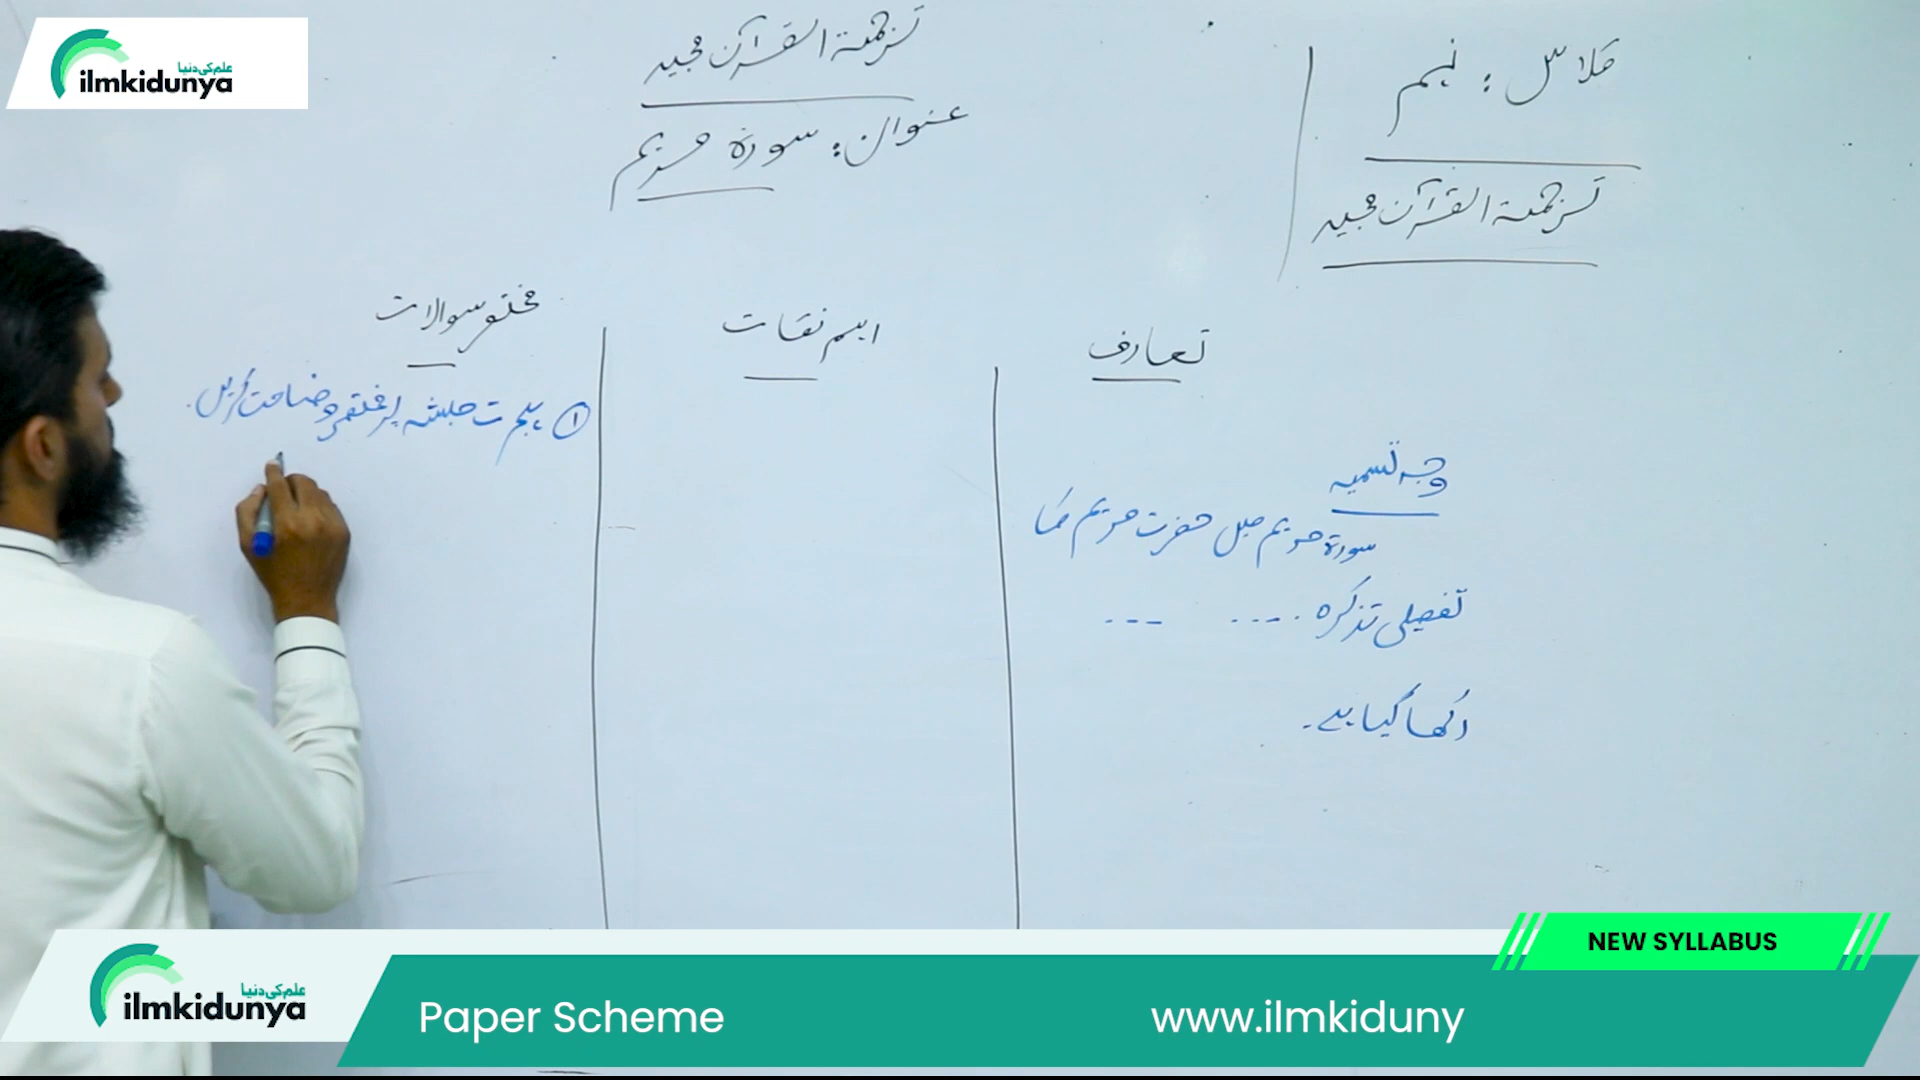 علم کی دنیا
ilmkidunya
کلاس : نہم
ترجمۃ القرآن مجید
ترجمۃ القرآن مجید
عنوان: سورۃ مریم
تعارف
اہم نقات
مختصر سوالات
وجہ تسمیہ
سورۃ مریم میں حضرت مریم کا
تفصیلی تذکرہ .---- ---
رکھا گیا ہے۔
① ہجرت حبشہ پر مختصر وضاحت کریں۔
NEW SYLLABUS
علم کی دنیا
ilmkidunya
Paper Scheme
www.ilmkiduny